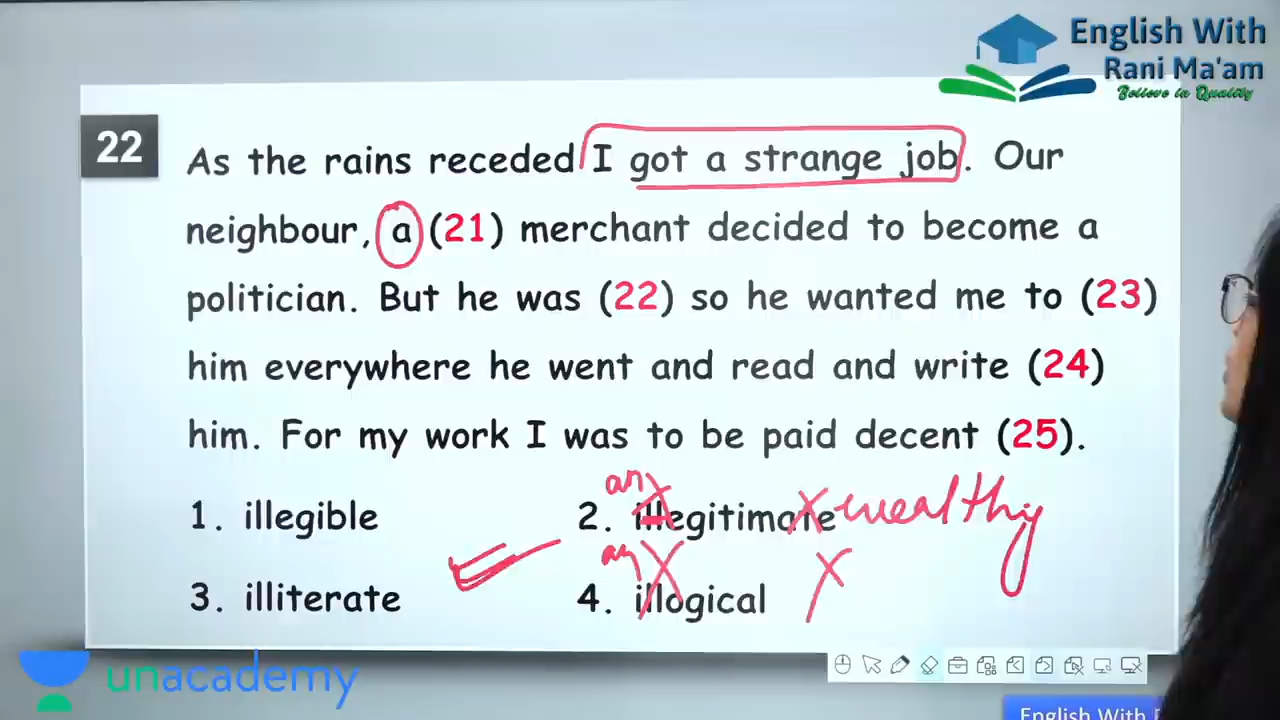 English With
Rani Ma'am
Believe in Quality
22
As the rains receded I got a strange job. Our
neighbour, a (21) merchant decided to become a
politician. But he was (22) so he wanted me to (23)
him everywhere he went and read and write (24)
him. For my work I was to be paid decent (25).
an an
1. illegible 2. illegitimate wealthy
3. illiterate 4. illogical
unacademy
English With